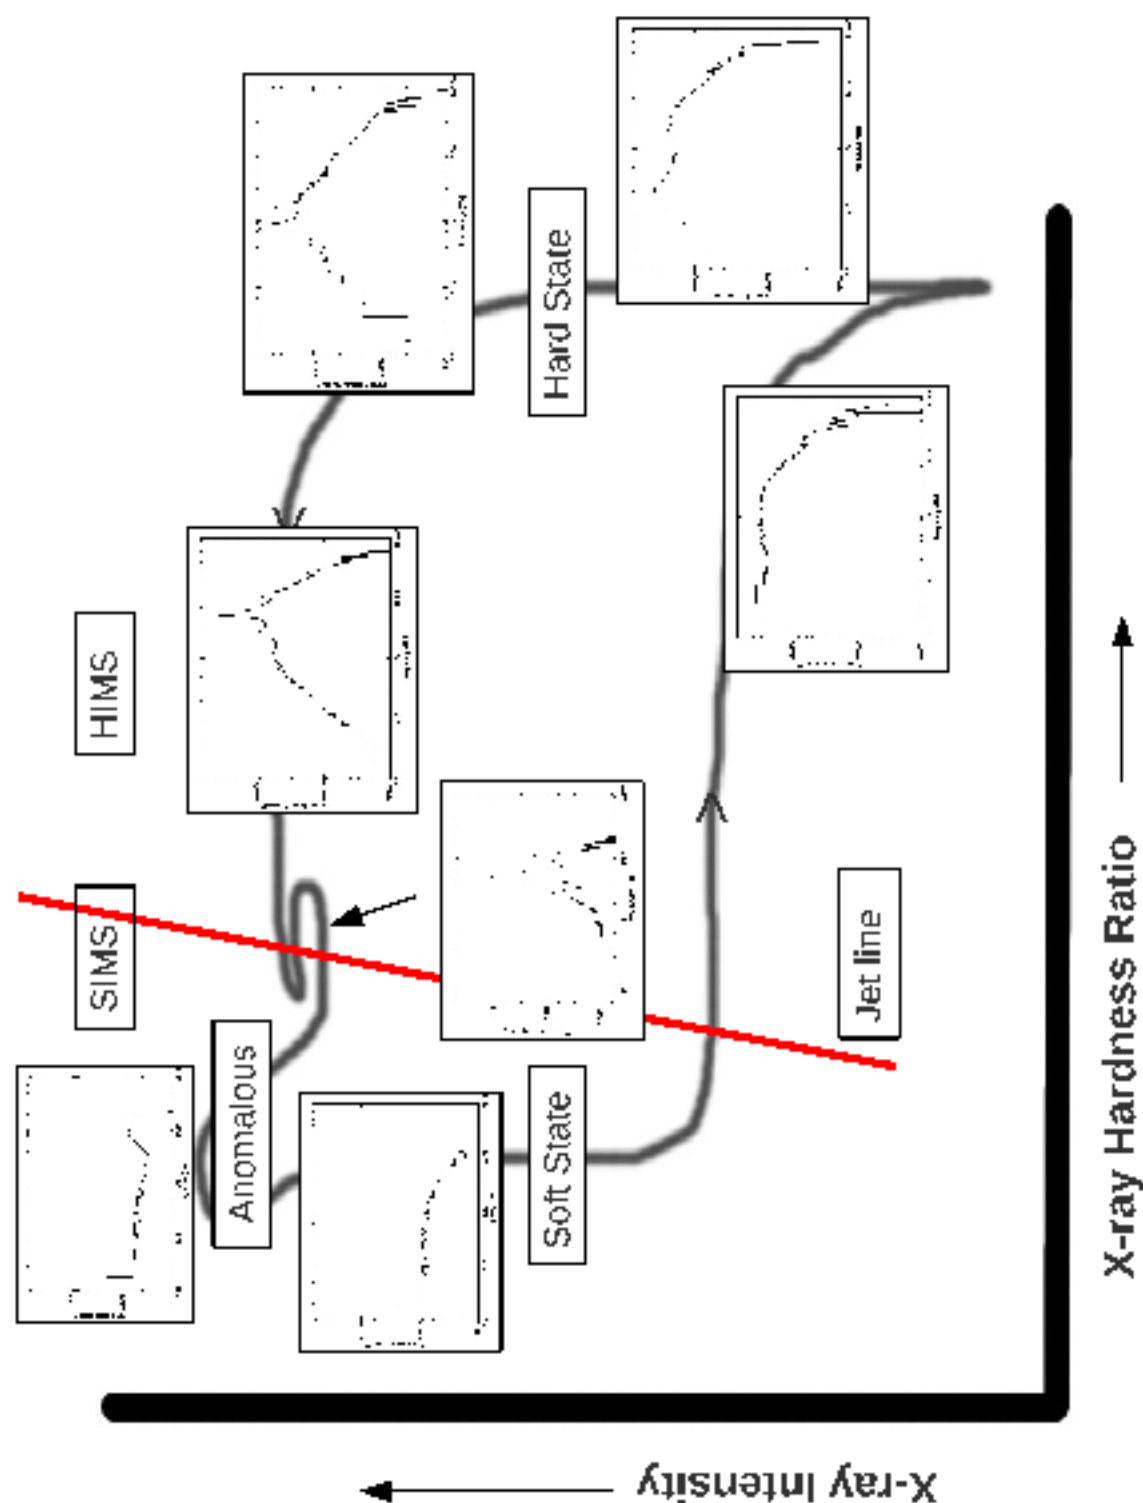 HIMS
SIMS
Anomalous
Hard State
Soft State
Jet line
X-ray Hardness Ratio
X-ray Intensity